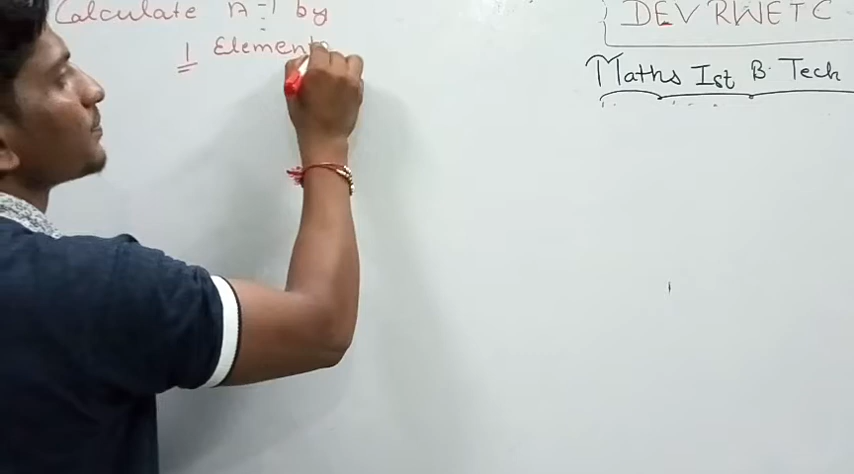 Calculate A⁻¹ by
1 Element
DEVRWETC
Maths Ist B. Tech